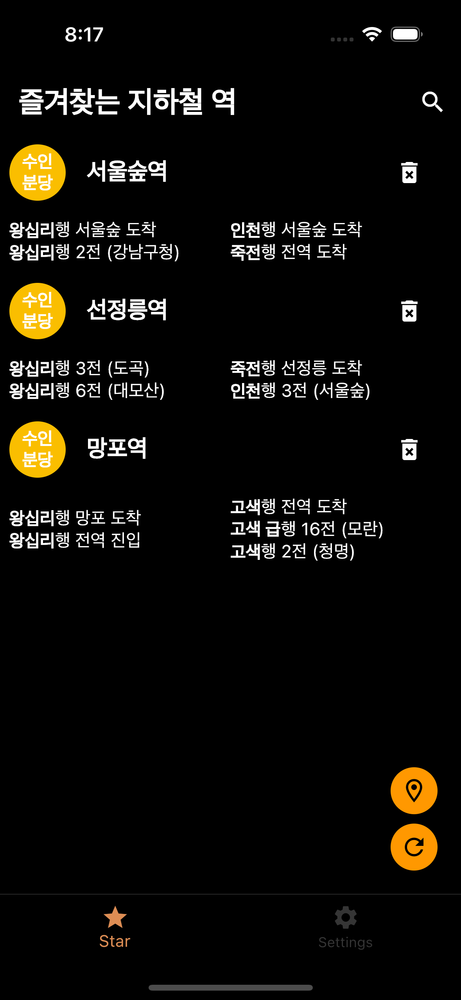 8:17
즐겨찾는 지하철 역
수인
분당
서울숲역
왕십리행 서울숲 도착
왕십리행 2전 (강남구청)
인천행 서울숲 도착
죽전행 전역 도착
수인
분당
선정릉역
왕십리행 3전 (도곡)
왕십리행 6전 (대모산)
죽전행 선정릉 도착
인천행 3전 (서울숲)
수인
분당
망포역
왕십리행 망포 도착
왕십리행 전역 진입
고색행 전역 도착
고색 급행 16전 (모란)
고색행 2전 (청명)
Star
Settings